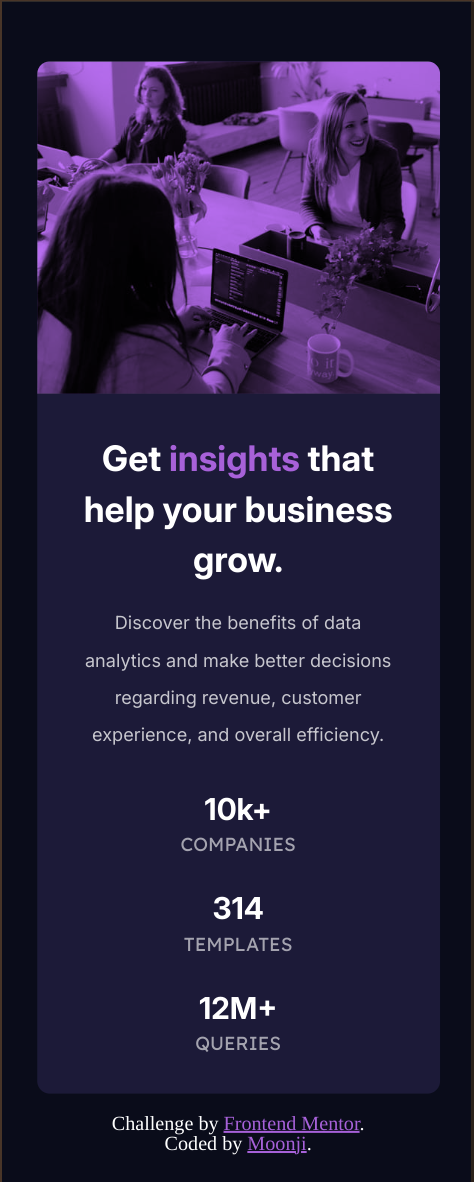 Get insights that
help your business
grow.
Discover the benefits of data
analytics and make better decisions
regarding revenue, customer
experience, and overall efficiency.
10k+
COMPANIES
314
TEMPLATES
12M+
QUERIES
Challenge by Frontend Mentor.
Coded by Moonji.